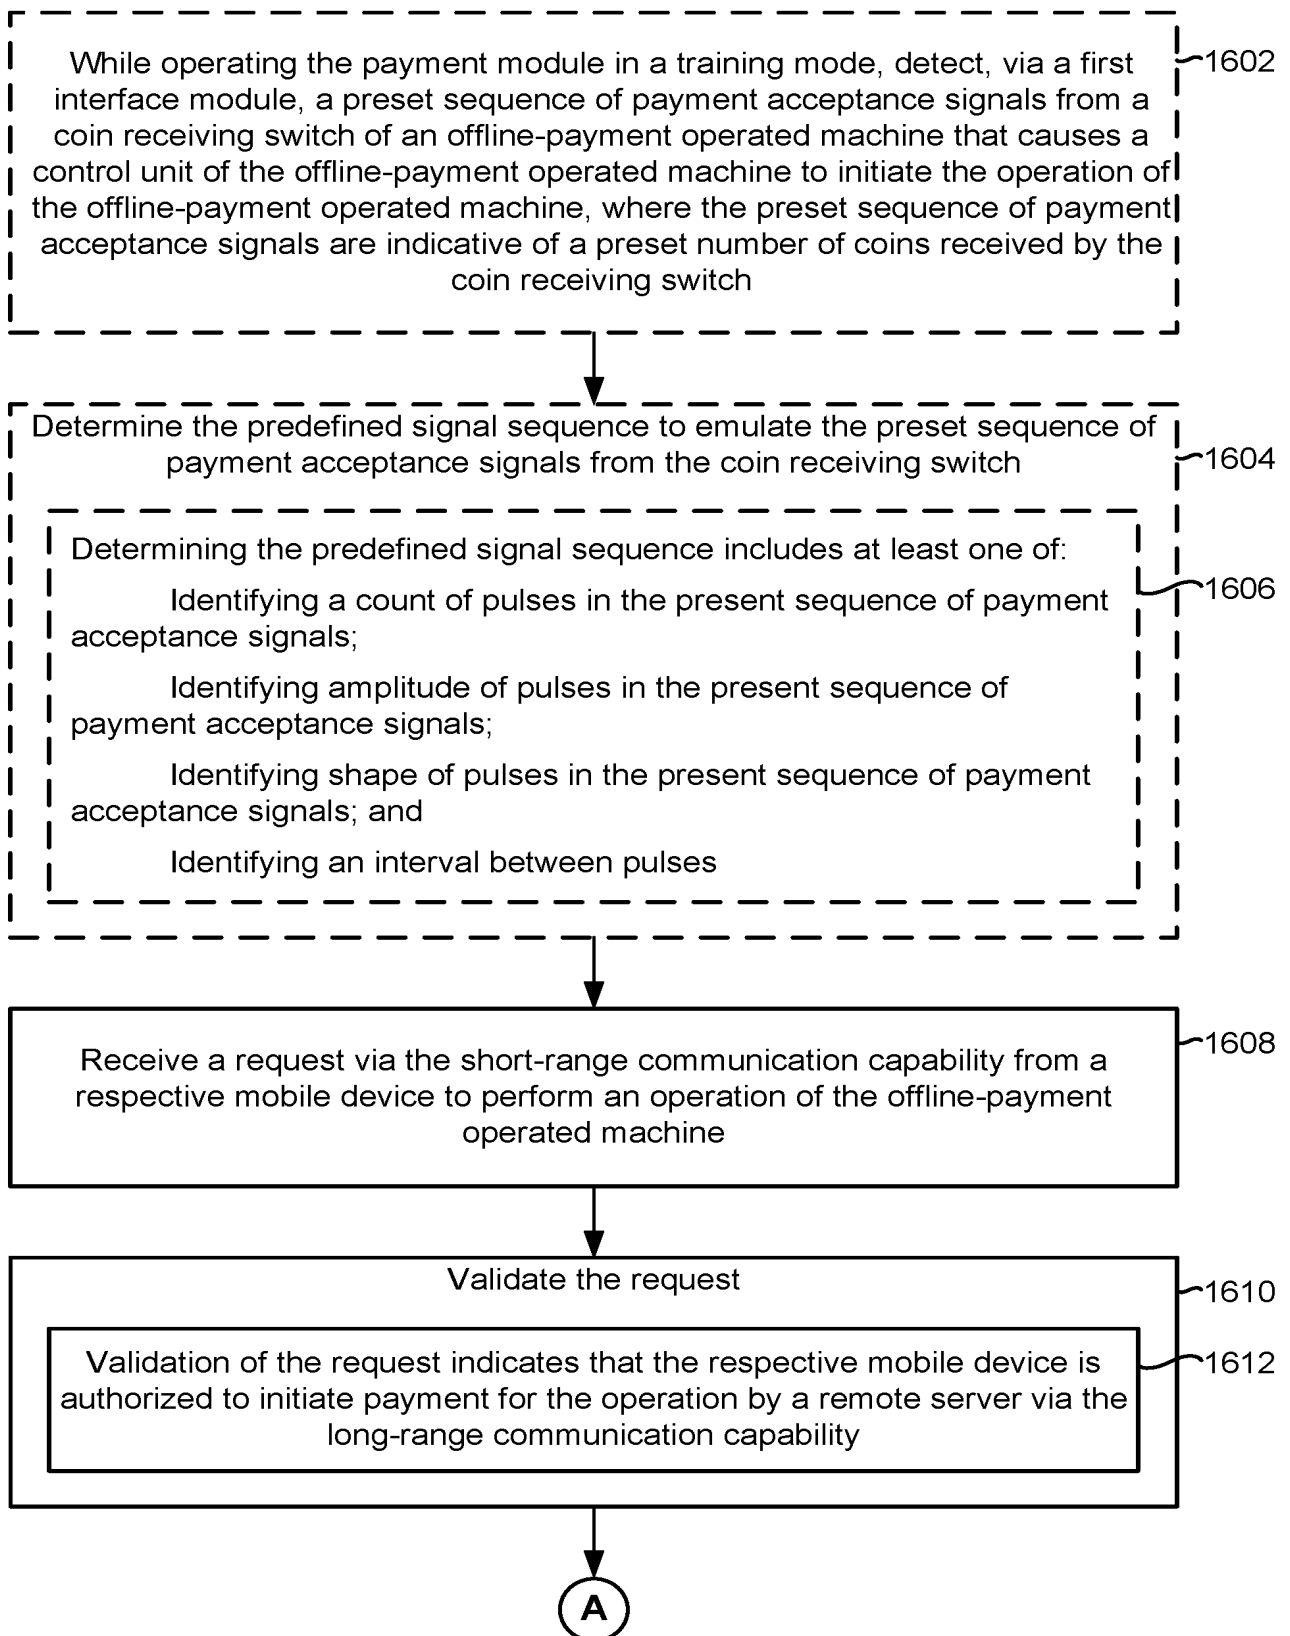 While operating the payment module in a training mode, detect, via a first
interface module, a preset sequence of payment acceptance signals from a
coin receiving switch of an offline-payment operated machine that causes a
control unit of the offline-payment operated machine to initiate the operation of
the offline-payment operated machine, where the preset sequence of payment
acceptance signals are indicative of a preset number of coins received by the
coin receiving switch
1602
Determine the predefined signal sequence to emulate the preset sequence of
payment acceptance signals from the coin receiving switch
1604
Determining the predefined signal sequence includes at least one of:
Identifying a count of pulses in the present sequence of payment
acceptance signals;
Identifying amplitude of pulses in the present sequence of
payment acceptance signals;
Identifying shape of pulses in the present sequence of payment
acceptance signals; and
Identifying an interval between pulses
1606
Receive a request via the short-range communication capability from a
respective mobile device to perform an operation of the offline-payment
operated machine
1608
Validate the request
1610
Validation of the request indicates that the respective mobile device is
authorized to initiate payment for the operation by a remote server via the
long-range communication capability
1612
A